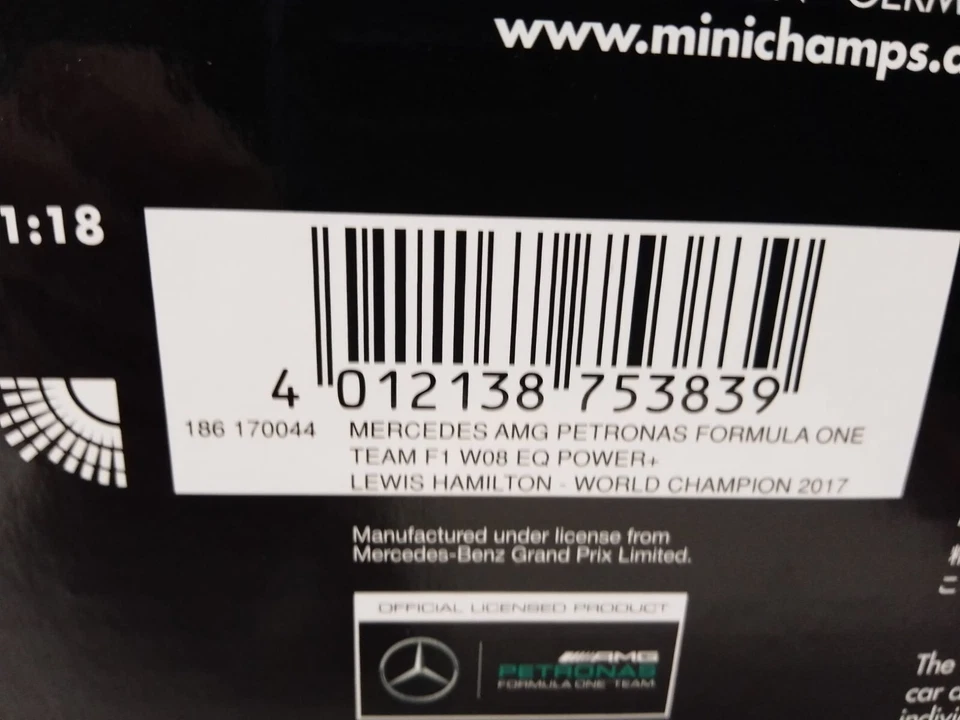 www.minichamps.
1:18
4 012138 753839
186 170044 MERCEDES AMG PETRONAS FORMULA ONE
TEAM F1 W08 EQ POWER+
LEWIS HAMILTON - WORLD CHAMPION 2017
Manufactured under license from
Mercedes-Benz Grand Prix Limited.
OFFICIAL LICENSED PRODUCT
AMG
PETRONAS
FORMULA ONE TEAM
The
car